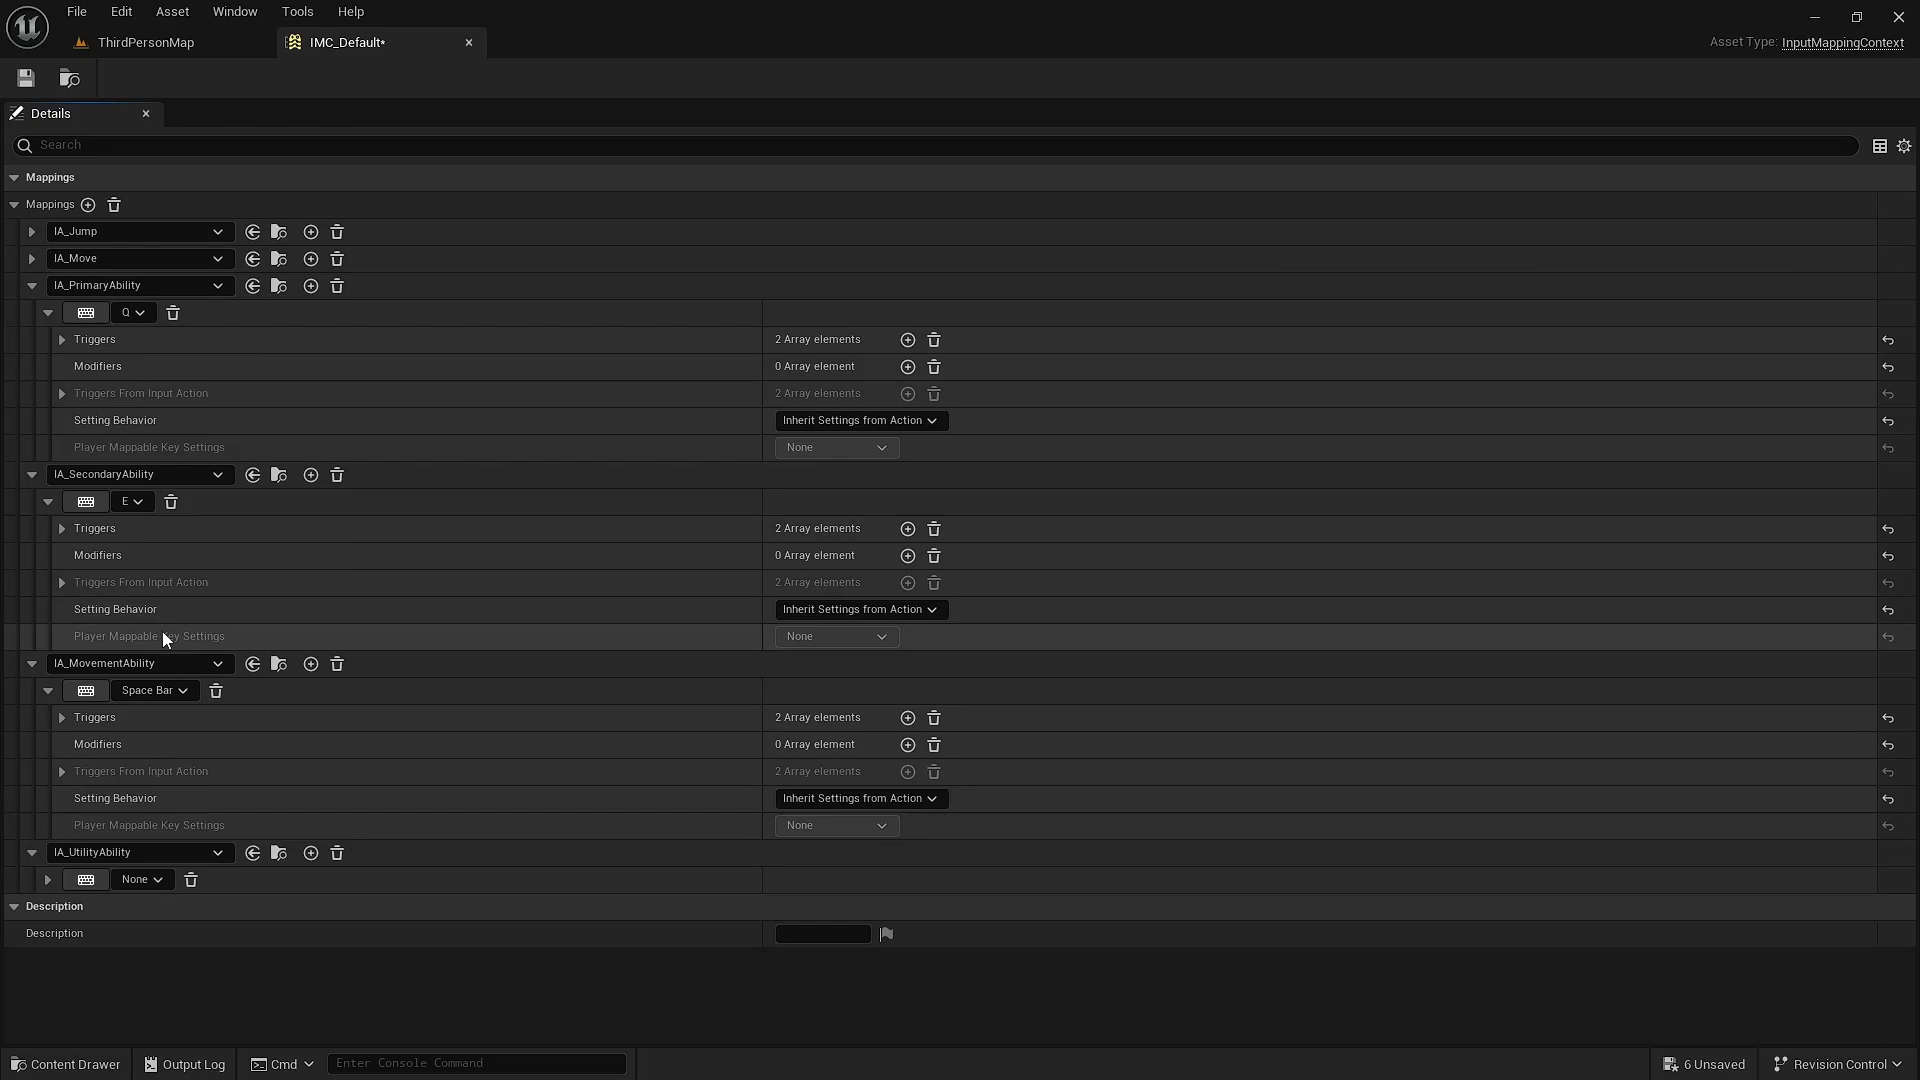 File Edit Asset Window Tools Help
ThirdPersonMap IMC_Default*
Asset Type: InputMappingContext
Details
Search
Mappings
Mappings
IA_Jump
IA_Move
IA_PrimaryAbility
Q
Triggers 2 Array elements
Modifiers 0 Array element
Triggers From Input Action 2 Array elements
Setting Behavior Inherit Settings from Action
Player Mappable Key Settings None
IA_SecondaryAbility
E
Triggers 2 Array elements
Modifiers 0 Array element
Triggers From Input Action 2 Array elements
Setting Behavior Inherit Settings from Action
Player Mappable Key Settings None
IA_MovementAbility
Space Bar
Triggers 2 Array elements
Modifiers 0 Array element
Triggers From Input Action 2 Array elements
Setting Behavior Inherit Settings from Action
Player Mappable Key Settings None
IA_UtilityAbility
None
Description
Description
Content Drawer Output Log Cmd Enter Console Command 6 Unsaved Revision Control